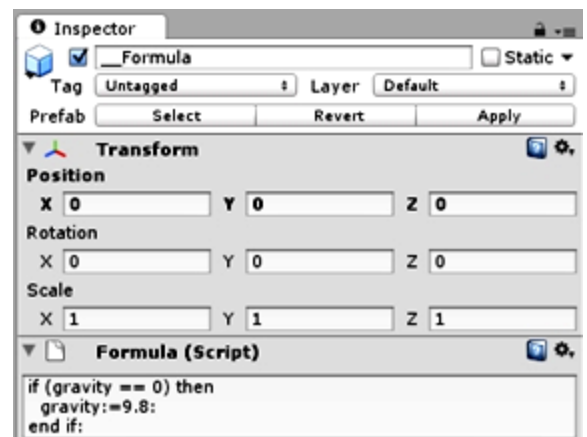 Inspector
__Formula Static
Tag Untagged Layer Default
Prefab Select Revert Apply
Transform
Position
X 0 Y 0 Z 0
Rotation
X 0 Y 0 Z 0
Scale
X 1 Y 1 Z 1
Formula (Script)
if (gravity == 0) then
gravity:=9.8:
end if: